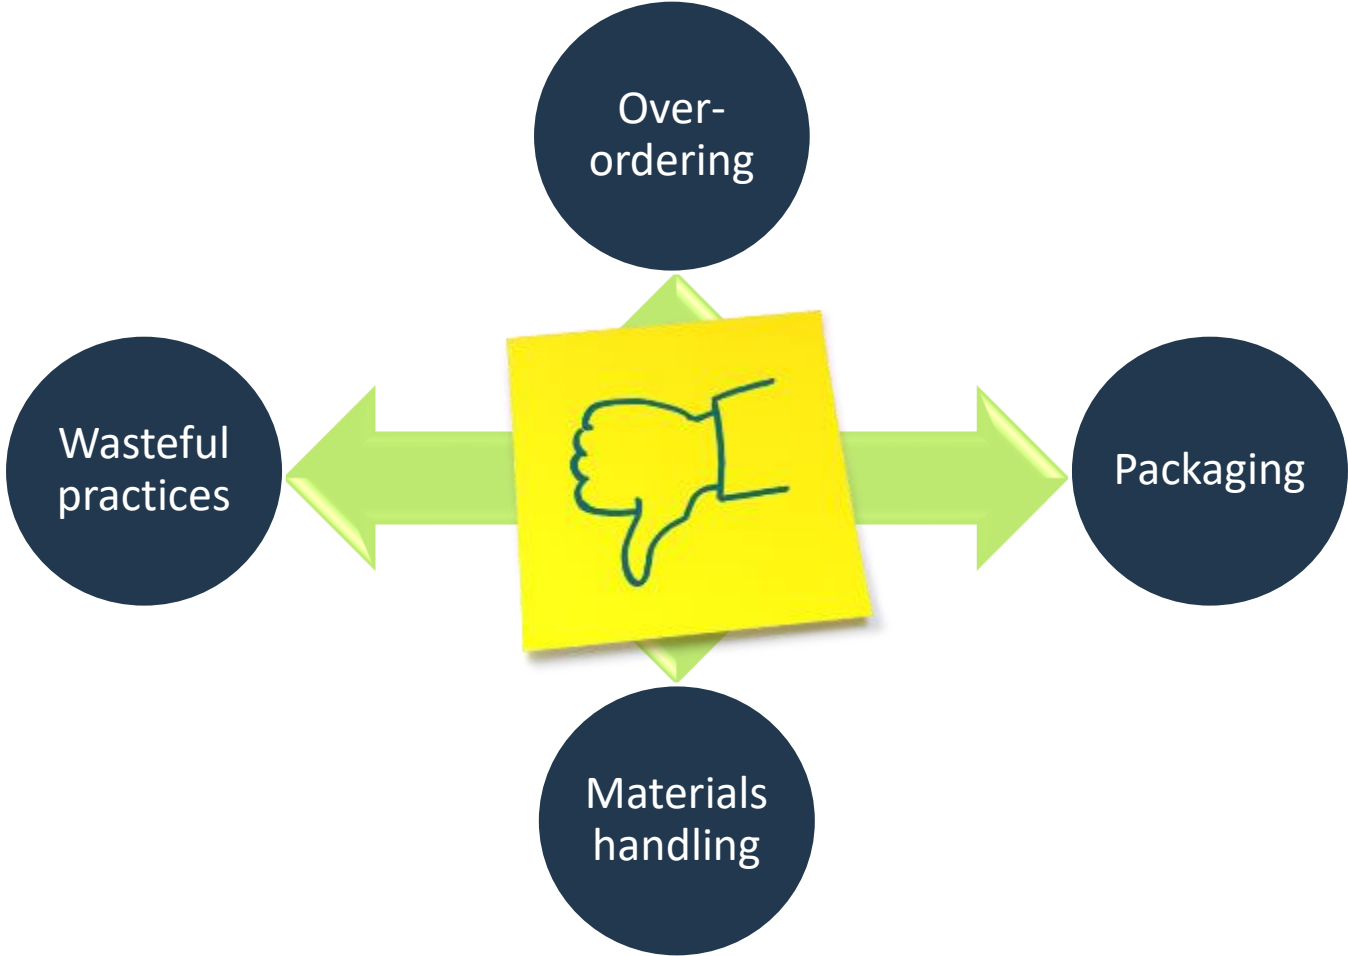 Over-
ordering
Wasteful
practices
Packaging
Materials
handling